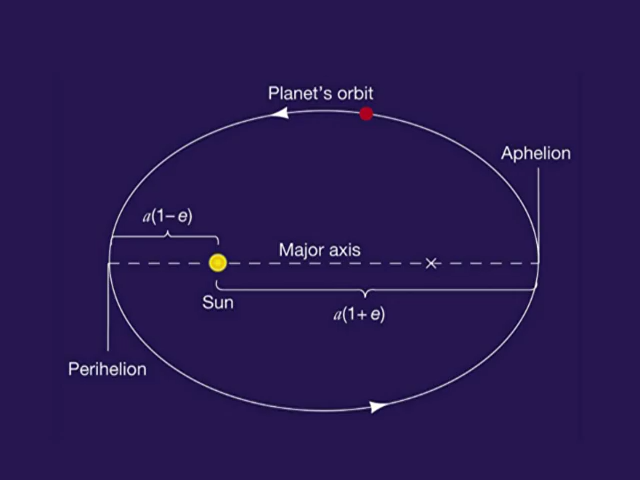 Planet's orbit
Aphelion
a(1−e)
Major axis
Sun
a(1+e)
Perihelion